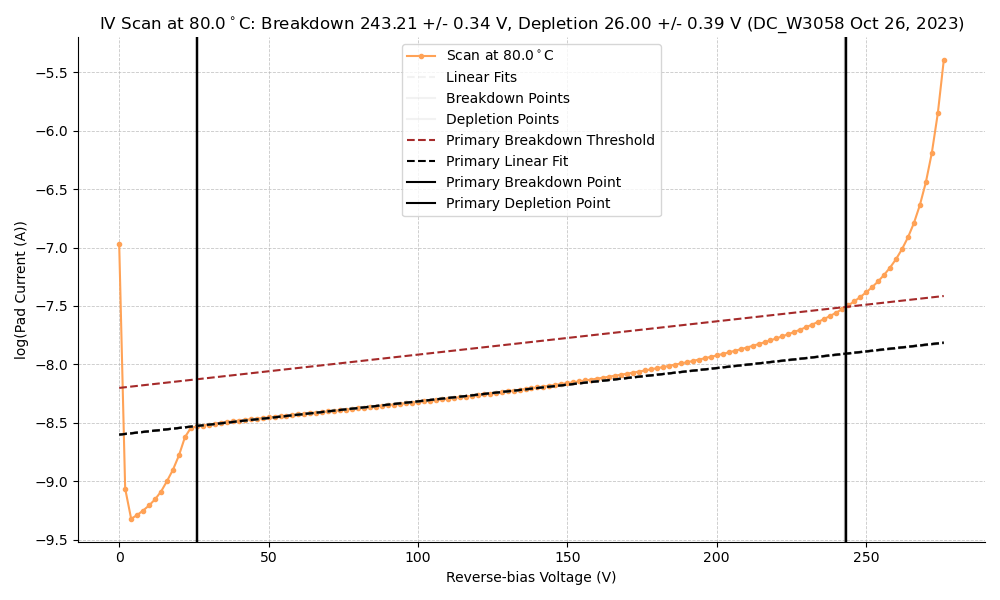 IV Scan at 80.0°C: Breakdown 243.21 +/- 0.34 V, Depletion 26.00 +/- 0.39 V (DC_W3058 Oct 26, 2023)
Scan at 80.0°C
Linear Fits
Breakdown Points
Depletion Points
Primary Breakdown Threshold
Primary Linear Fit
Primary Breakdown Point
Primary Depletion Point
log(Pad Current (A))
−5.5
−6.0
−6.5
−7.0
−7.5
−8.0
−8.5
−9.0
−9.5
0
50
100
150
200
250
Reverse-bias Voltage (V)